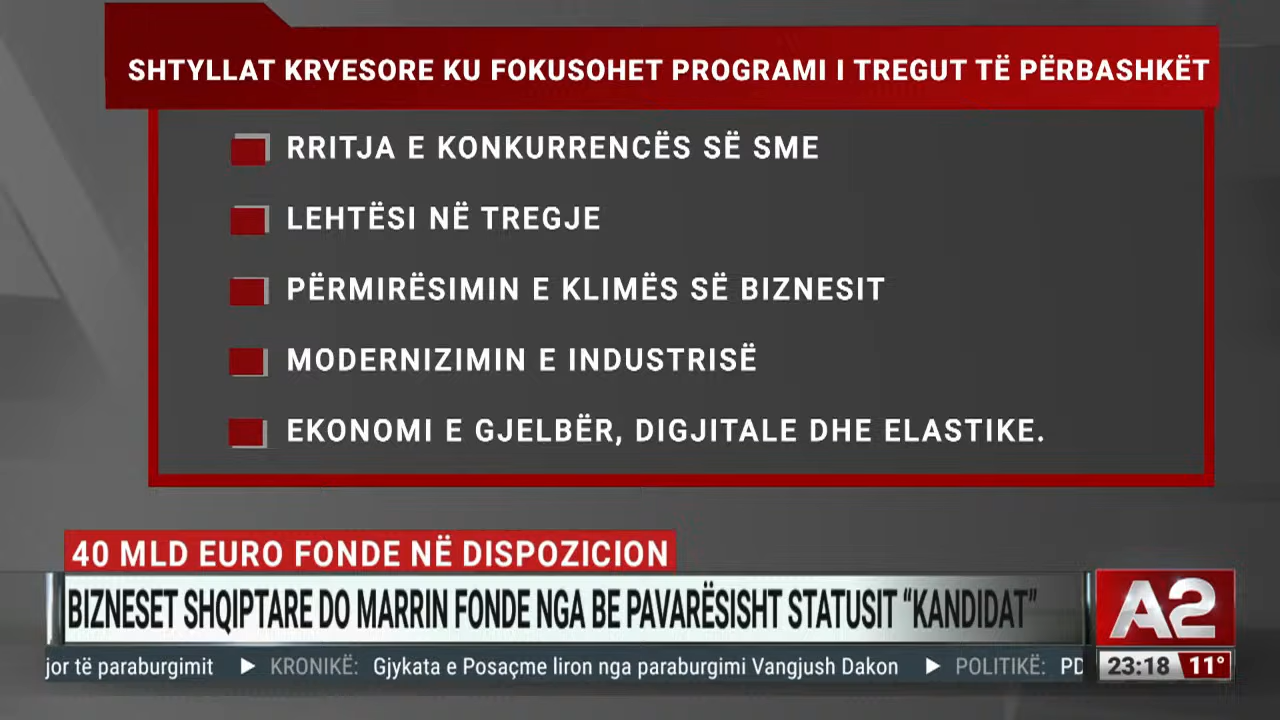 SHTYLLAT KRYESORE KU FOKUSOHET PROGRAMI I TREGUT TË PËRBASHKËT
RRITJA E KONKURRENCËS SË SME
LEHTËSI NË TREGJE
PËRMIRËSIMIN E KLIMËS SË BIZNESIT
MODERNIZIMIN E INDUSTRISË
EKONOMI E GJELBËR, DIGJITALE DHE ELASTIKE.
40 MLD EURO FONDE NË DISPOZICION
BIZNESET SHQIPTARE DO MARRIN FONDE NGA BE PAVARËSISHT STATUSIT “KANDIDAT”
A2
jor të paraburgimit ▶ KRONIKË: Gjykata e Posaçme liron nga paraburgimi Vangjush Dakon ▶ POLITIKË: PD
23:18 11°